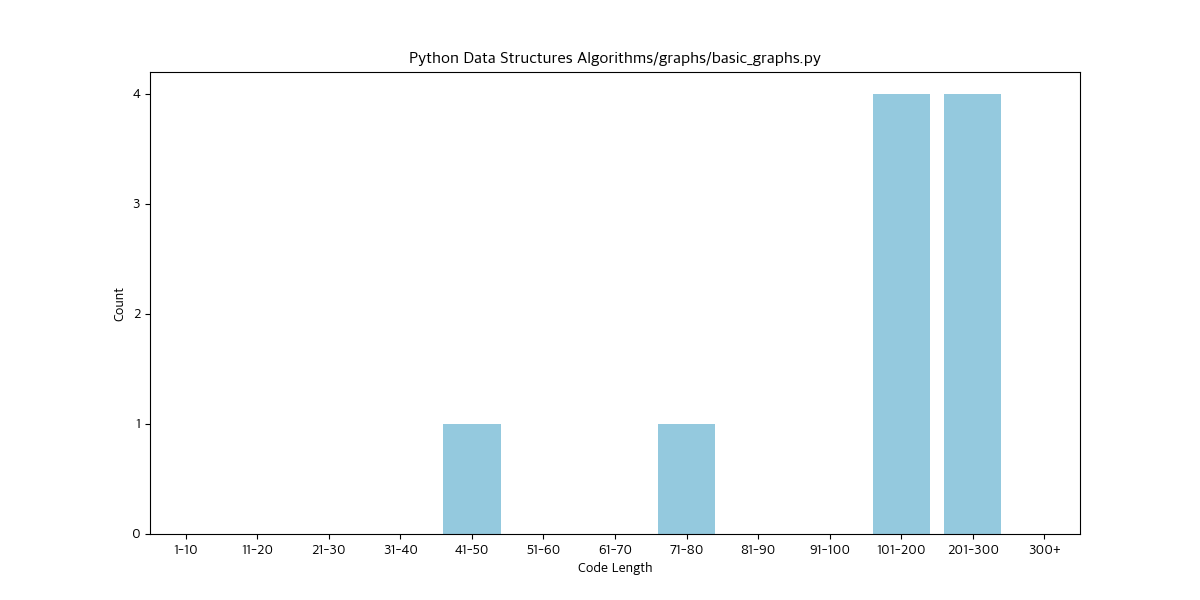 Python Data Structures Algorithms/graphs/basic_graphs.py
4
3
2
1
0
Count
1-10 11-20 21-30 31-40 41-50 51-60 61-70 71-80 81-90 91-100 101-200 201-300 300+
Code Length